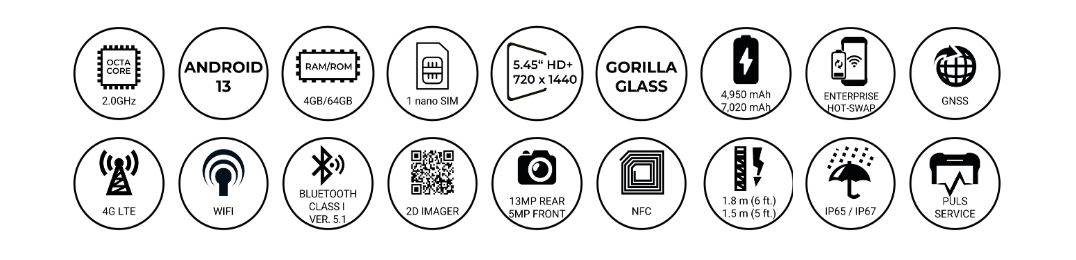 OCTA
CORE
2.0GHz
ANDROID
13
RAM/ROM
4GB/64GB
1 nano SIM
5.45“ HD+
720 x 1440
GORILLA
GLASS
4,950 mAh
7,020 mAh
ENTERPRISE
HOT-SWAP
GNSS
4G LTE
WIFI
BLUETOOTH
CLASS I
VER. 5.1
2D IMAGER
13MP REAR
5MP FRONT
NFC
1.8 m (6 ft.)
1.5 m (5 ft.)
IP65 / IP67
PULS
SERVICE